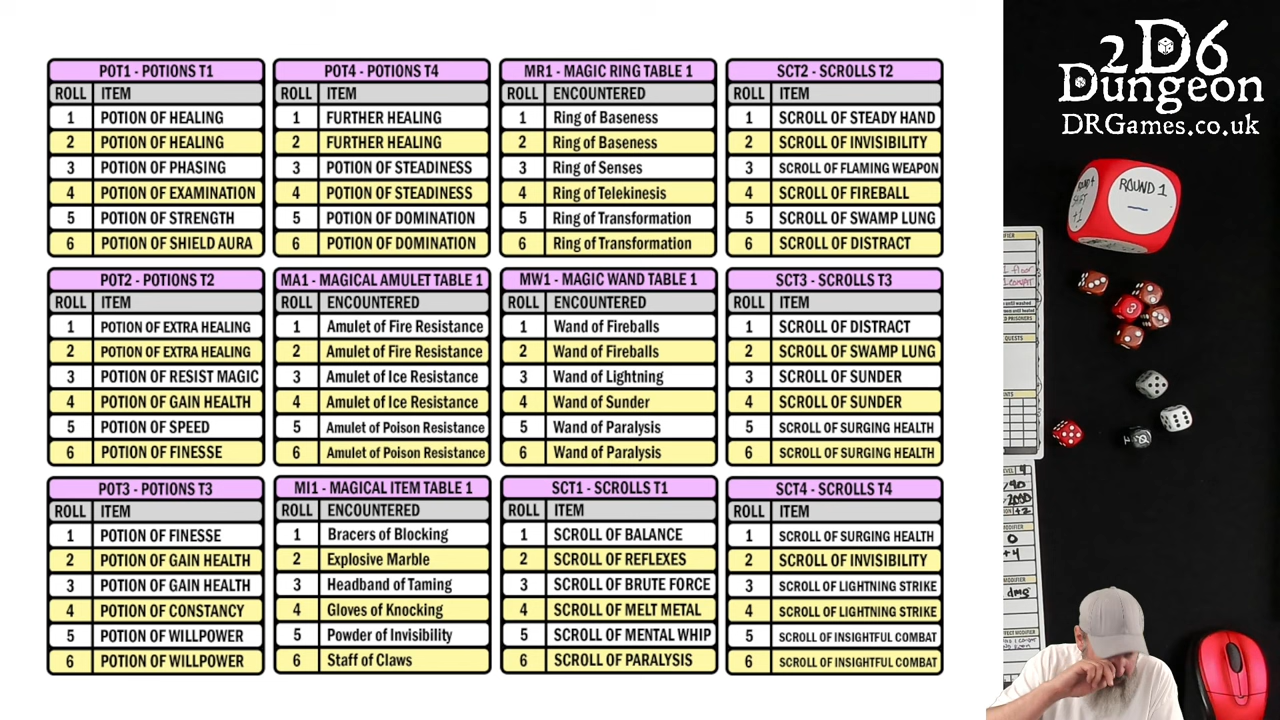 POT1 - POTIONS T1
ROLL ITEM
1 POTION OF HEALING
2 POTION OF HEALING
3 POTION OF PHASING
4 POTION OF EXAMINATION
5 POTION OF STRENGTH
6 POTION OF SHIELD AURA
POT4 - POTIONS T4
ROLL ITEM
1 FURTHER HEALING
2 FURTHER HEALING
3 POTION OF STEADINESS
4 POTION OF STEADINESS
5 POTION OF DOMINATION
6 POTION OF DOMINATION
MR1 - MAGIC RING TABLE 1
ROLL ENCOUNTERED
1 Ring of Baseness
2 Ring of Baseness
3 Ring of Senses
4 Ring of Telekinesis
5 Ring of Transformation
6 Ring of Transformation
SCT2 - SCROLLS T2
ROLL ITEM
1 SCROLL OF STEADY HAND
2 SCROLL OF INVISIBILITY
3 SCROLL OF FLAMING WEAPON
4 SCROLL OF FIREBALL
5 SCROLL OF SWAMP LUNG
6 SCROLL OF DISTRACT
POT2 - POTIONS T2
ROLL ITEM
1 POTION OF EXTRA HEALING
2 POTION OF EXTRA HEALING
3 POTION OF RESIST MAGIC
4 POTION OF GAIN HEALTH
5 POTION OF SPEED
6 POTION OF FINESSE
MA1 - MAGICAL AMULET TABLE 1
ROLL ENCOUNTERED
1 Amulet of Fire Resistance
2 Amulet of Fire Resistance
3 Amulet of Ice Resistance
4 Amulet of Ice Resistance
5 Amulet of Poison Resistance
6 Amulet of Poison Resistance
MW1 - MAGIC WAND TABLE 1
ROLL ENCOUNTERED
1 Wand of Fireballs
2 Wand of Fireballs
3 Wand of Lightning
4 Wand of Sunder
5 Wand of Paralysis
6 Wand of Paralysis
SCT3 - SCROLLS T3
ROLL ITEM
1 SCROLL OF DISTRACT
2 SCROLL OF SWAMP LUNG
3 SCROLL OF SUNDER
4 SCROLL OF SUNDER
5 SCROLL OF SURGING HEALTH
6 SCROLL OF SURGING HEALTH
POT3 - POTIONS T3
ROLL ITEM
1 POTION OF FINESSE
2 POTION OF GAIN HEALTH
3 POTION OF GAIN HEALTH
4 POTION OF CONSTANCY
5 POTION OF WILLPOWER
6 POTION OF WILLPOWER
MI1 - MAGICAL ITEM TABLE 1
ROLL ENCOUNTERED
1 Bracers of Blocking
2 Explosive Marble
3 Headband of Taming
4 Gloves of Knocking
5 Powder of Invisibility
6 Staff of Claws
SCT1 - SCROLLS T1
ROLL ITEM
1 SCROLL OF BALANCE
2 SCROLL OF REFLEXES
3 SCROLL OF BRUTE FORCE
4 SCROLL OF MELT METAL
5 SCROLL OF MENTAL WHIP
6 SCROLL OF PARALYSIS
SCT4 - SCROLLS T4
ROLL ITEM
1 SCROLL OF SURGING HEALTH
2 SCROLL OF INVISIBILITY
3 SCROLL OF LIGHTNING STRIKE
4 SCROLL OF LIGHTNING STRIKE
5 SCROLL OF INSIGHTFUL COMBAT
6 SCROLL OF INSIGHTFUL COMBAT
2D6
Dungeon
DRGames.co.uk
ROUND 1
SHIFT
+1
3
floor
QUESTS
4
+2
0
+4
dmg